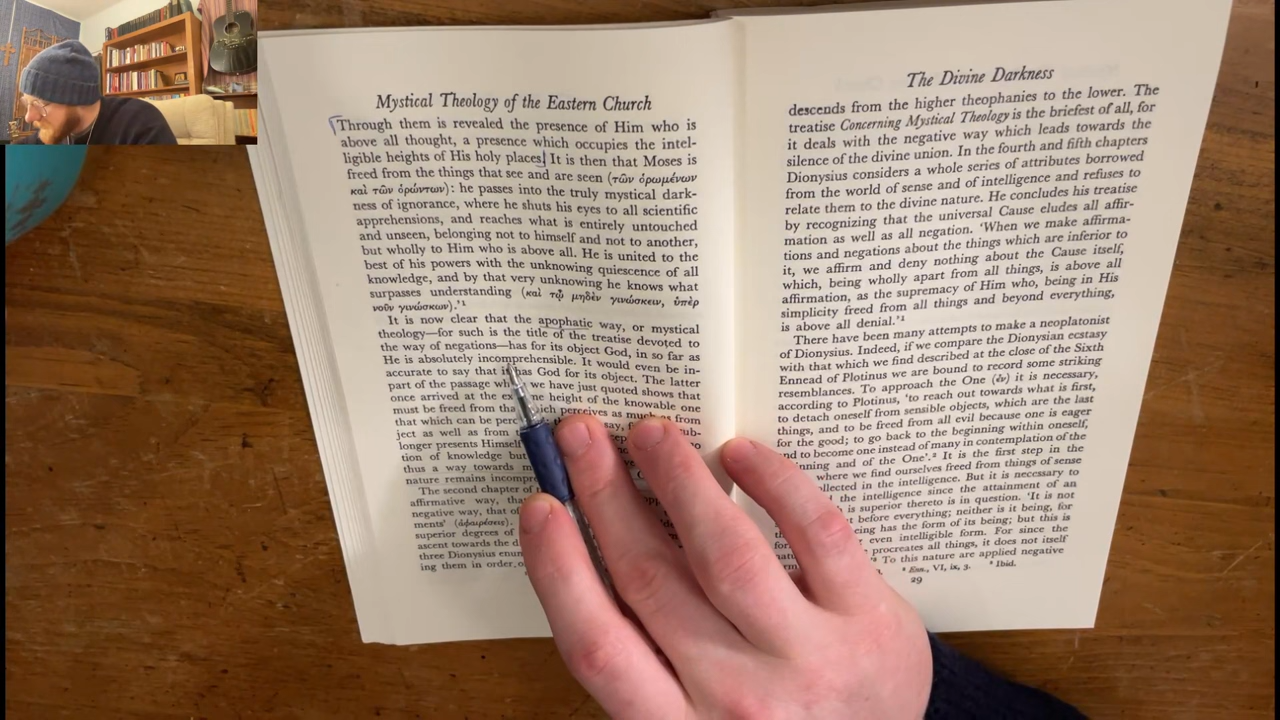 Mystical Theology of the Eastern Church
Through them is revealed the presence of Him who is
above all thought, a presence which occupies the intel-
ligible heights of His holy places. It is then that Moses is
freed from the things that see and are seen (τῶν ὁρωμένων
καὶ τῶν ὁρώντων): he passes into the truly mystical dark-
ness of ignorance, where he shuts his eyes to all scientific
apprehensions, and reaches what is entirely untouched
and unseen, belonging not to himself and not to another,
but wholly to Him who is above all. He is united to the
best of his powers with the unknowing quiescence of all
knowledge, and by that very unknowing he knows what
surpasses understanding (καὶ τῷ μηδὲν γινώσκειν, ὑπὲρ
νοῦν γινώσκων).'1
It is now clear that the apophatic way, or mystical
theology—for such is the title of the treatise devoted to
the way of negations—has for its object God, in so far as
He is absolutely incomprehensible. It would even be in-
accurate to say that it has God for its object. The latter
part of the passage we have just quoted shows that
once arrived at the height of the knowable one
must be freed from perceives as much as from
that which can be say,
ject as well as from sub-
longer presents Himself
tion of knowledge but
thus a way towards
nature remains
The second chapter of
affirmative way,
negative way, that of
ments' (ἀφαιρέσεις).
superior degrees of
ascent towards the
three Dionysius
ing them in order,
The Divine Darkness
descends from the higher theophanies to the lower. The
treatise Concerning Mystical Theology is the briefest of all, for
it deals with the negative way which leads towards the
silence of the divine union. In the fourth and fifth chapters
Dionysius considers a whole series of attributes borrowed
from the world of sense and of intelligence and refuses to
relate them to the divine nature. He concludes his treatise
by recognizing that the universal Cause eludes all affir-
mation as well as all negation. 'When we make affirma-
tions and negations about the things which are inferior to
it, we affirm and deny nothing about the Cause itself,
which, being wholly apart from all things, is above all
affirmation, as the supremacy of Him who, being in His
simplicity freed from all things and beyond everything,
is above all denial.'1
There have been many attempts to make a neoplatonist
of Dionysius. Indeed, if we compare the Dionysian ecstasy
with that which we find described at the close of the Sixth
Ennead of Plotinus we are bound to record some striking
resemblances. To approach the One (ἕν) it is necessary,
according to Plotinus, 'to reach out towards what is first,
to detach oneself from sensible objects, which are the last
things, and to be freed from all evil because one is eager
for the good; to go back to the beginning within oneself,
and to become one instead of many in contemplation of the
and of the One'.2 It is the first step in the
where we find ourselves freed from things of sense
in the intelligence. But it is necessary to
the intelligence since the attainment of an
is superior thereto is in question. 'It is not
before everything; neither is it being, for
being has the form of its being; but this is
even intelligible form. For since the
procreates all things, it does not itself
To this nature are applied negative
2 Enn., VI, ix, 3. 3 Ibid.
29